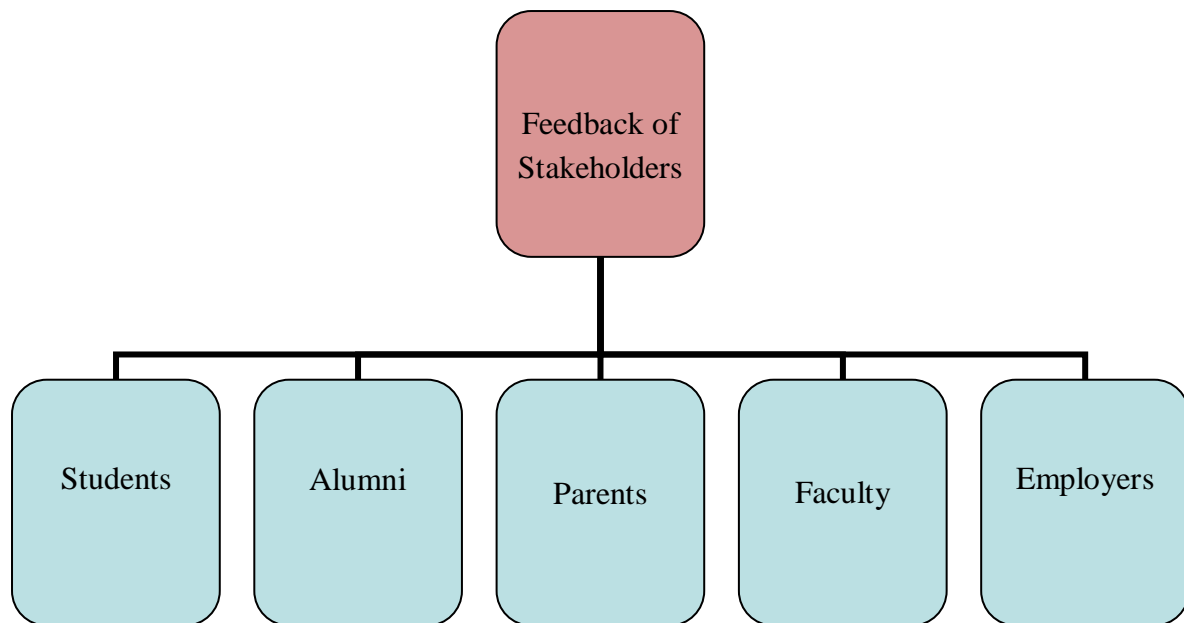 Feedback of
Stakeholders
Students
Alumni
Parents
Faculty
Employers